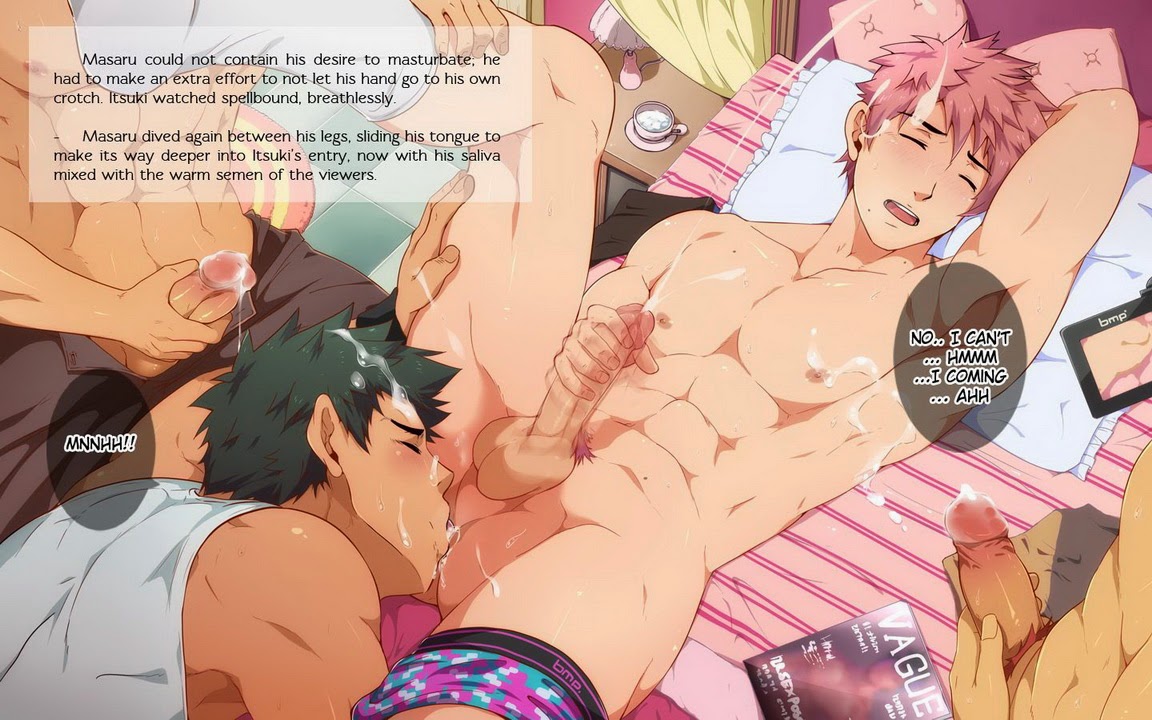 Masaru could not contain his desire to masturbate; he
had to make an extra effort to not let his hand go to his own
crotch. Itsuki watched spellbound, breathlessly.
- Masaru dived again between his legs, sliding his tongue to
make its way deeper into Itsuki's entry, now with his saliva
mixed with the warm semen of the viewers.
NO.. I CAN'T
... HMMM
...I COMING
... AHH
bmp
MNNHH!!
bmp
VAGUE